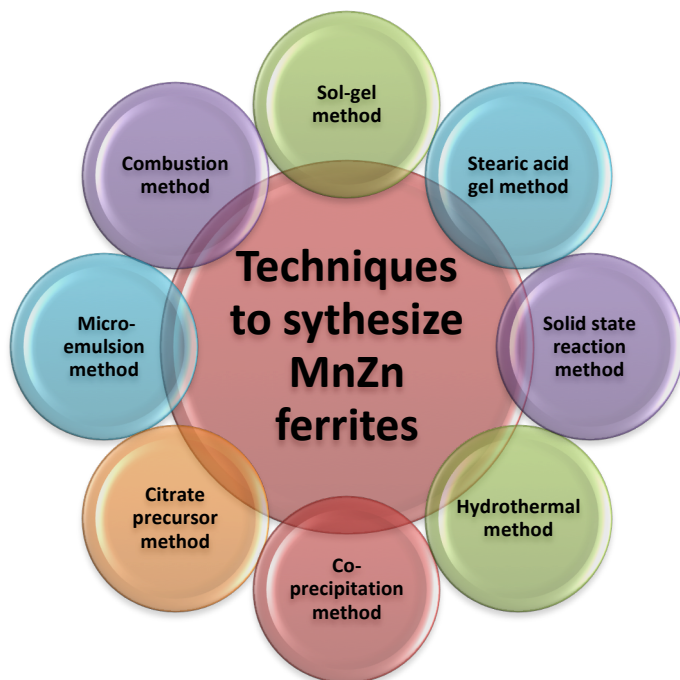 Sol-gel
method
Stearic acid
gel method
Solid state
reaction
method
Hydrothermal
method
Co-
precipitation
method
Citrate
precursor
method
Micro-
emulsion
method
Combustion
method
Techniques
to sythesize
MnZn
ferrites